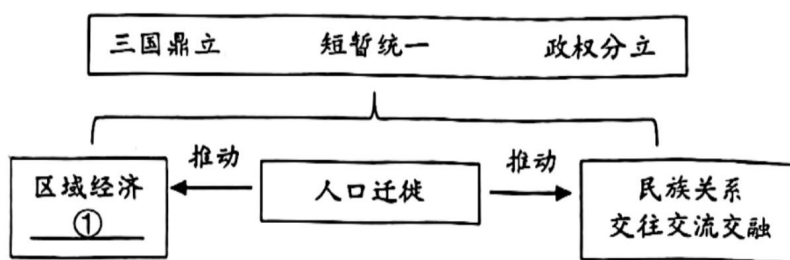 三国鼎立 短暂统一 政权分立
推动 推动
区域经济 人口迁徙 民族关系
① 交往交流交融